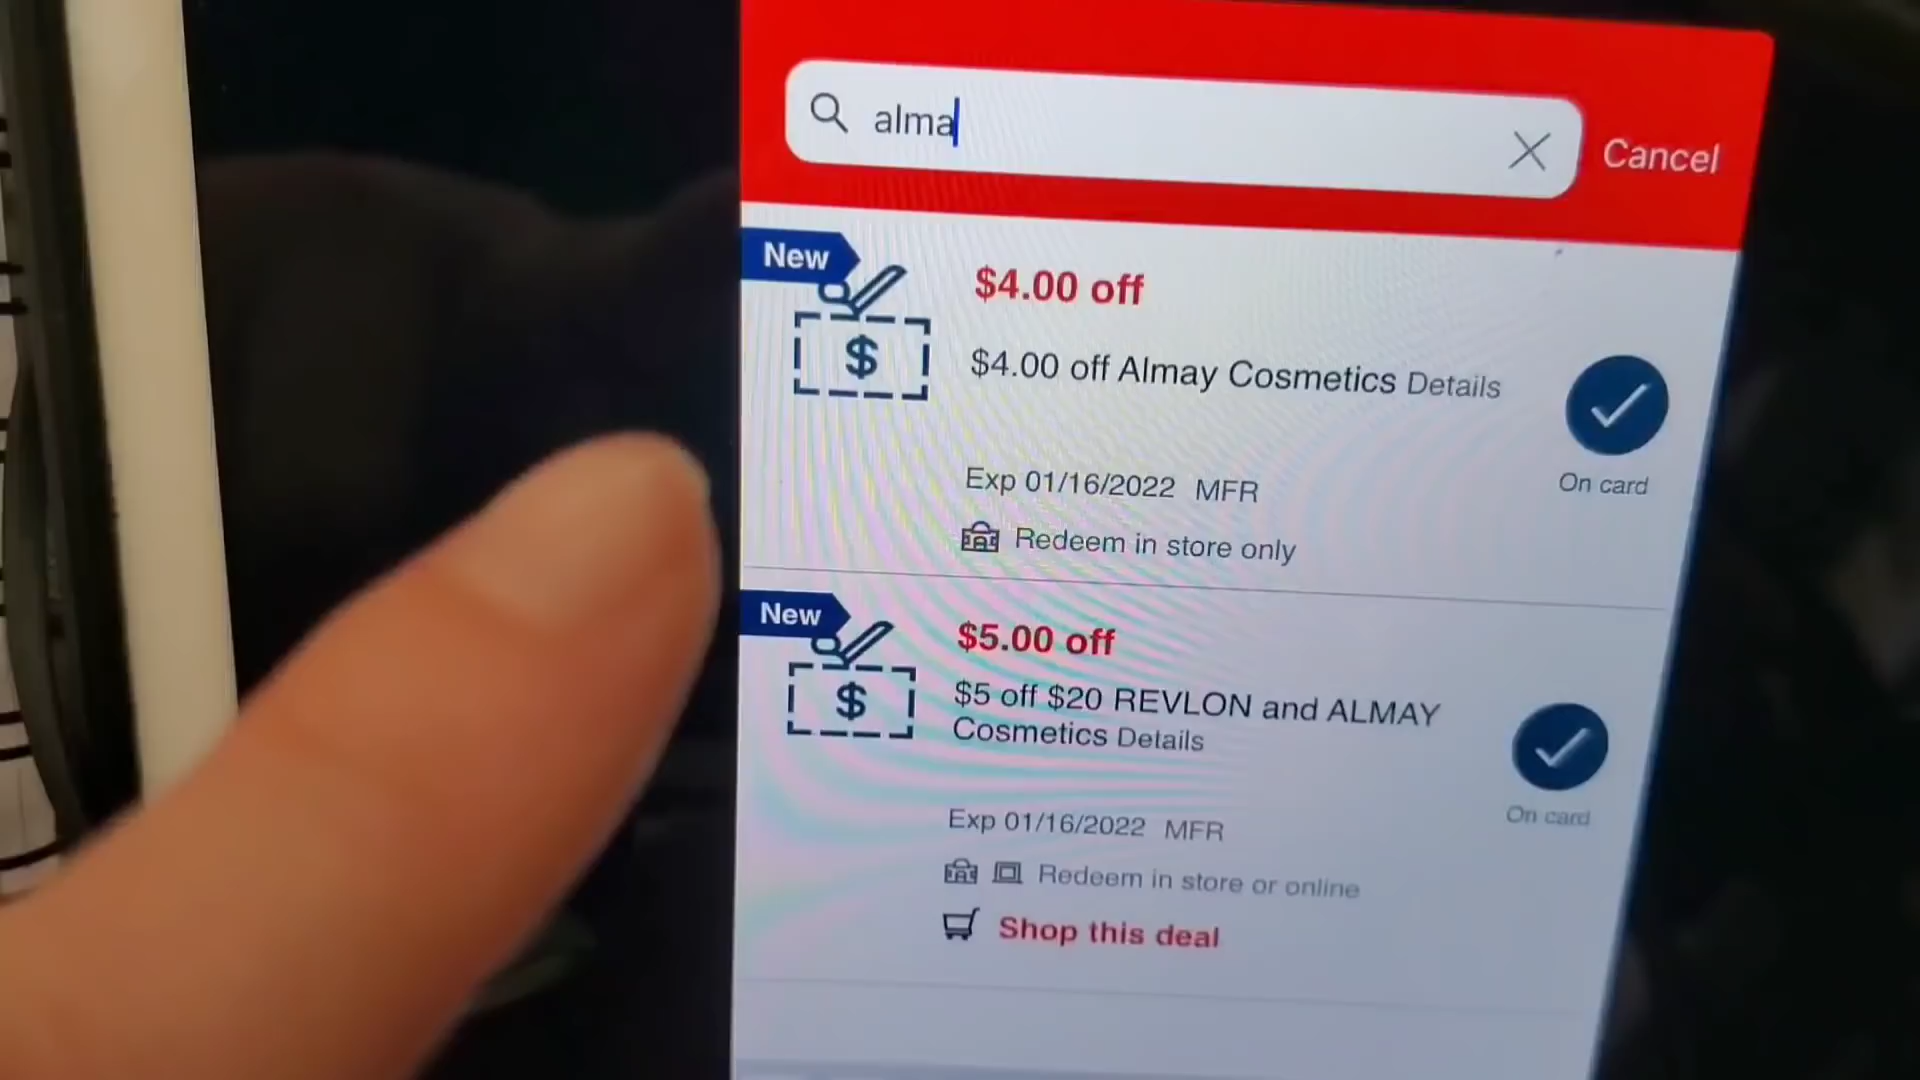 alma
Cancel
New
$4.00 off
$
$4.00 off Almay Cosmetics Details
On card
Exp 01/16/2022 MFR
Redeem in store only
New
$5.00 off
$
$5 off $20 REVLON and ALMAY
Cosmetics Details
On card
Exp 01/16/2022 MFR
Redeem in store or online
Shop this deal